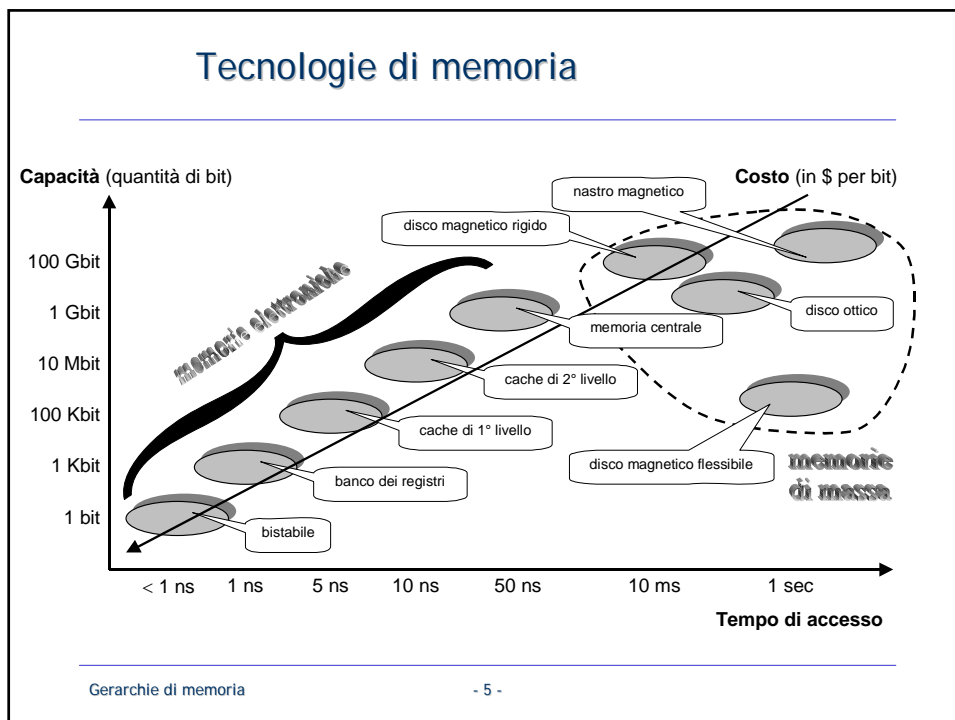 Tecnologie di memoria
Capacità (quantità di bit)
Costo (in $ per bit)
nastro magnetico
disco magnetico rigido
100 Gbit
memorie elettroniche
1 Gbit
memoria centrale
disco ottico
10 Mbit
cache di 2° livello
100 Kbit
cache di 1° livello
1 Kbit
banco dei registri
disco magnetico flessibile
memorie
di massa
1 bit
bistabile
< 1 ns
1 ns
5 ns
10 ns
50 ns
10 ms
1 sec
Tempo di accesso
Gerarchie di memoria
- 5 -